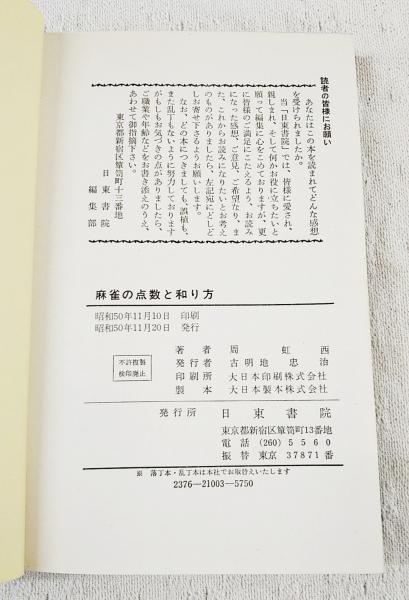 読者の皆様にお願い
あなたはこの本を読まれてどんな感想
を受けられましたか。
当「日東書院」では、皆様に愛され、
親しまれ、そして何かお役に立ちたいと
願って編集に心をこめておりますが、更
に皆様のご満足にこたえるよう、お読み
になった感想、ご意見、ご希望なり、ま
た、これからお読みになりたいとお考え
のものがありましたら、左記宛にどしど
しお寄せ下さるようお願いします。
なお、どの本につきましても、誤植も、
また乱丁もないように努力しております
がもしもお気づきの点がありましたら、
ご職業や年齢などをお書き添えのうえ、
あわせて御指摘下さい。
東京都新宿区簞笥町十三番地
日東書院
編集部
麻雀の点数と和り方
昭和50年11月10日 印刷
昭和50年11月20日 発行
不許複製
検印廃止
著者 周虹西
発行者 古明地忠治
印刷所 大日本印刷株式会社
製本 大日本製本株式会社
発行所 日東書院
東京都新宿区簞笥町13番地
電話 (260) 5560
振替 東京 37871番
※ 落丁本・乱丁本は本社でお取替えいたします
2376—21003—5750